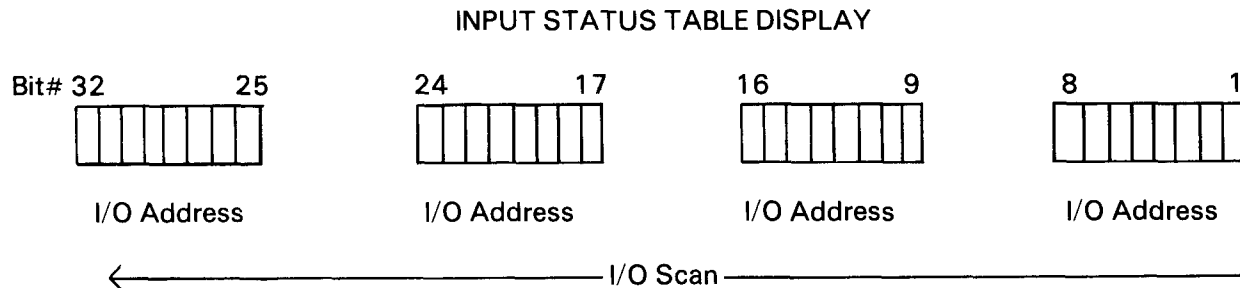 INPUT STATUS TABLE DISPLAY
Bit# 32 25 24 17 16 9 8 1
I/O Address I/O Address I/O Address I/O Address
I/O Scan